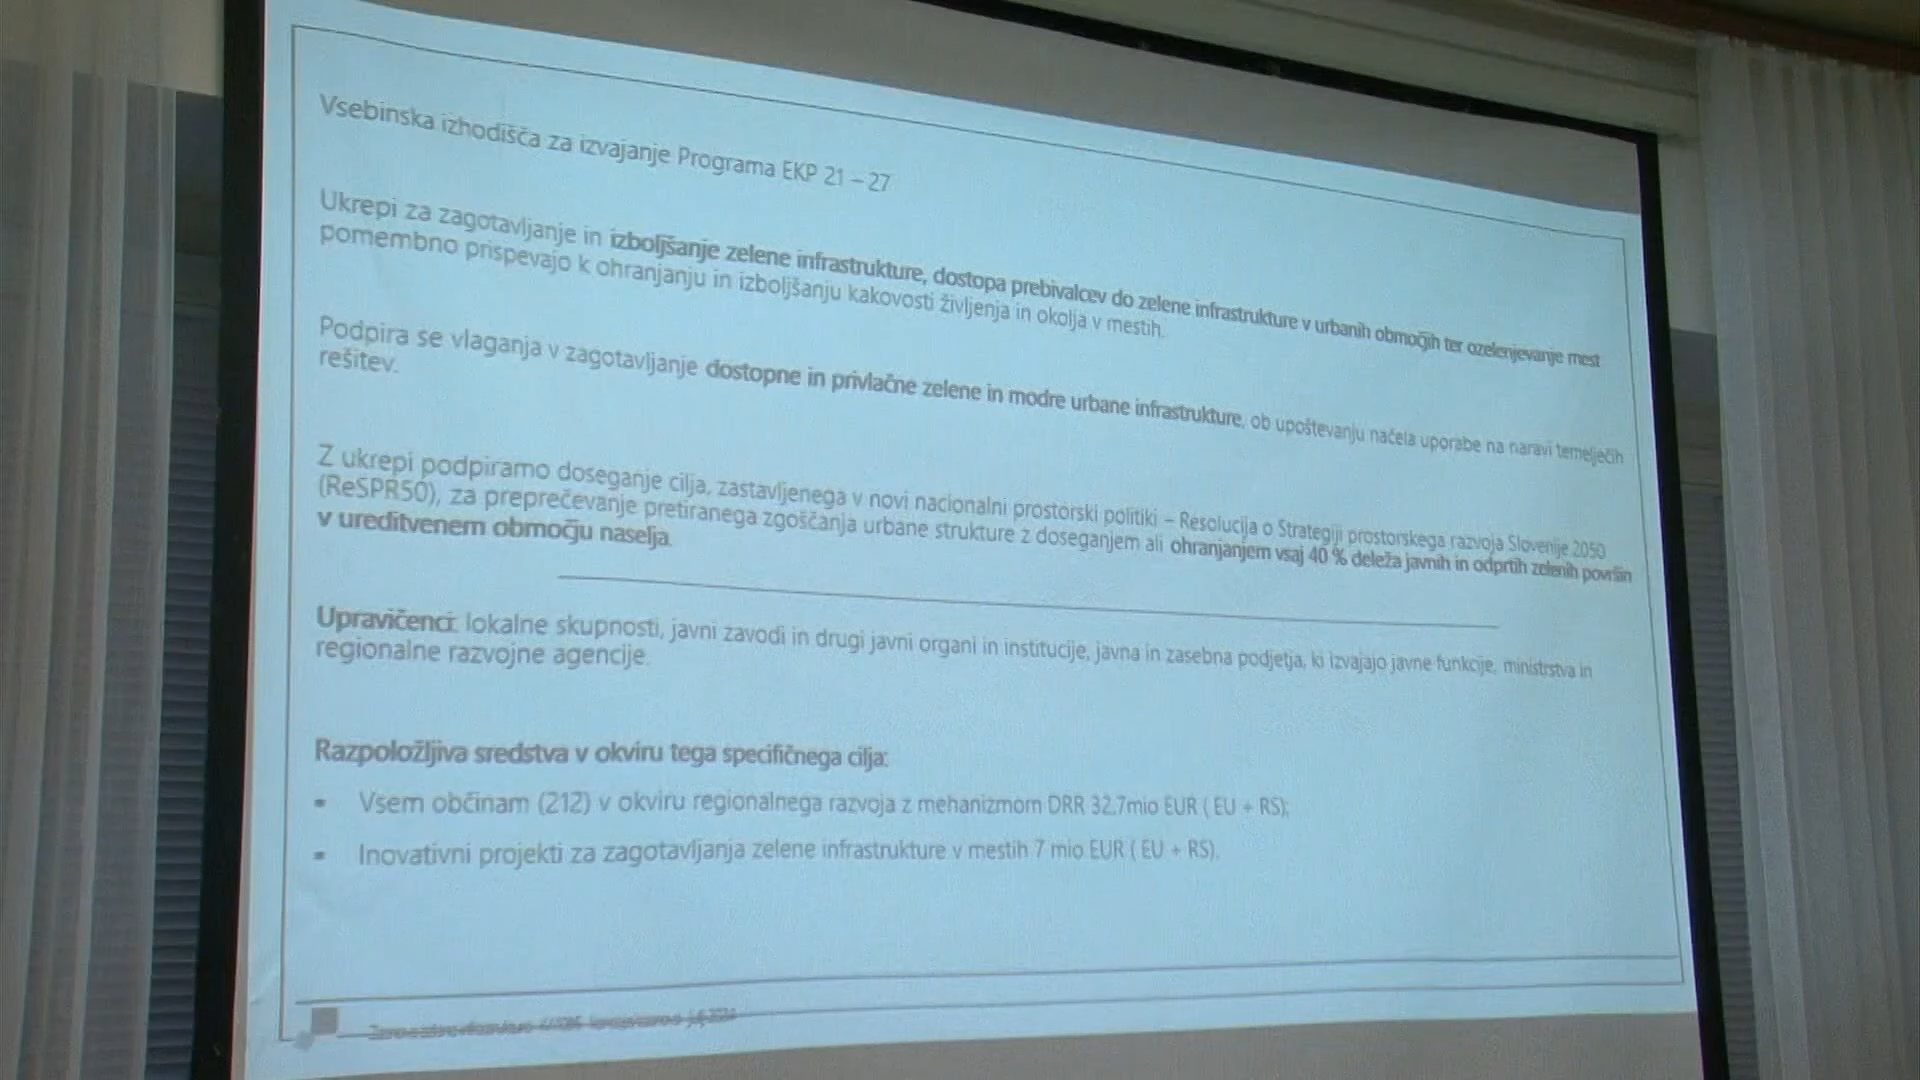 Vsebinska izhodišča za izvajanje Programa EKP 21 – 27
Ukrepi za zagotavljanje in izboljšanje zelene infrastrukture, dostopa prebivalcev do zelene infrastrukture v urbanih območjih ter ozelenjevanje mest
pomembno prispevajo k ohranjanju in izboljšanju kakovosti življenja in okolja v mestih.
Podpira se vlaganja v zagotavljanje dostopne in privlačne zelene in modre urbane infrastrukture, ob upoštevanju načela uporabe na naravi temelječih
rešitev.
Z ukrepi podpiramo doseganje cilja, zastavljenega v novi nacionalni prostorski politiki – Resolucija o Strategiji prostorskega razvoja Slovenije 2050
(ReSPR50), za preprečevanje pretiranega zgoščanja urbane strukture z doseganjem ali ohranjanjem vsaj 40 % deleža javnih in odprtih zelenih površin
v ureditvenem območju naselja.
Upravičenci: lokalne skupnosti, javni zavodi in drugi javni organi in institucije, javna in zasebna podjetja, ki izvajajo javne funkcije, ministrstva in
regionalne razvojne agencije.
Razpoložljiva sredstva v okviru tega specifičnega cilja:
▪ Vsem občinam (212) v okviru regionalnega razvoja z mehanizmom DRR 32,7mio EUR ( EU + RS);
▪ Inovativni projekti za zagotavljanja zelene infrastrukture v mestih 7 mio EUR ( EU + RS).